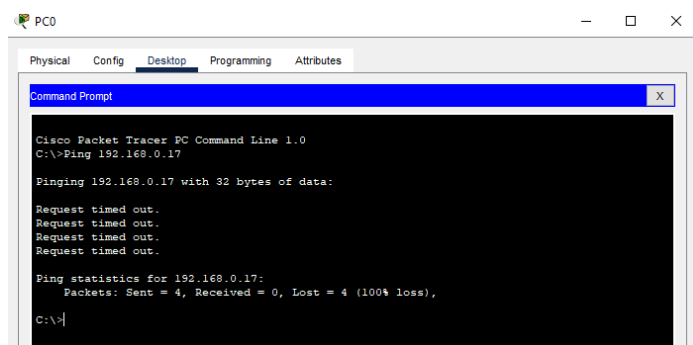 PC0
Physical Config Desktop Programming Attributes
Command Prompt
X
Cisco Packet Tracer PC Command Line 1.0
C:\>Ping 192.168.0.17
Pinging 192.168.0.17 with 32 bytes of data:
Request timed out.
Request timed out.
Request timed out.
Request timed out.
Ping statistics for 192.168.0.17:
Packets: Sent = 4, Received = 0, Lost = 4 (100% loss),
C:\>